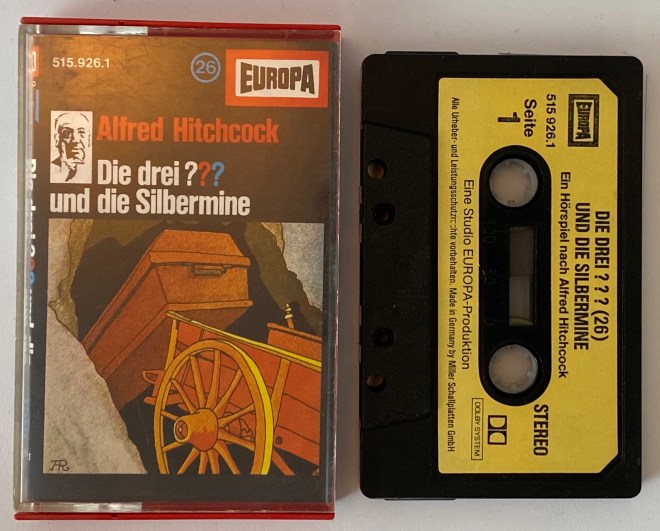 515.926.1
26
EUROPA
Alfred Hitchcock
Die drei ???
und die Silbermine
AR
EUROPA
515 926.1
Seite
1
DIE DREI ? ? ? (26)
UND DIE SILBERMINE
Ein Hörspiel nach Alfred Hitchcock
STEREO
DOLBY SYSTEM
Eine Studio EUROPA-Produktion
Alle Urheber- und Leistungsschutzrechte vorbehalten. Made in Germany by Miller Schallplatten GmbH